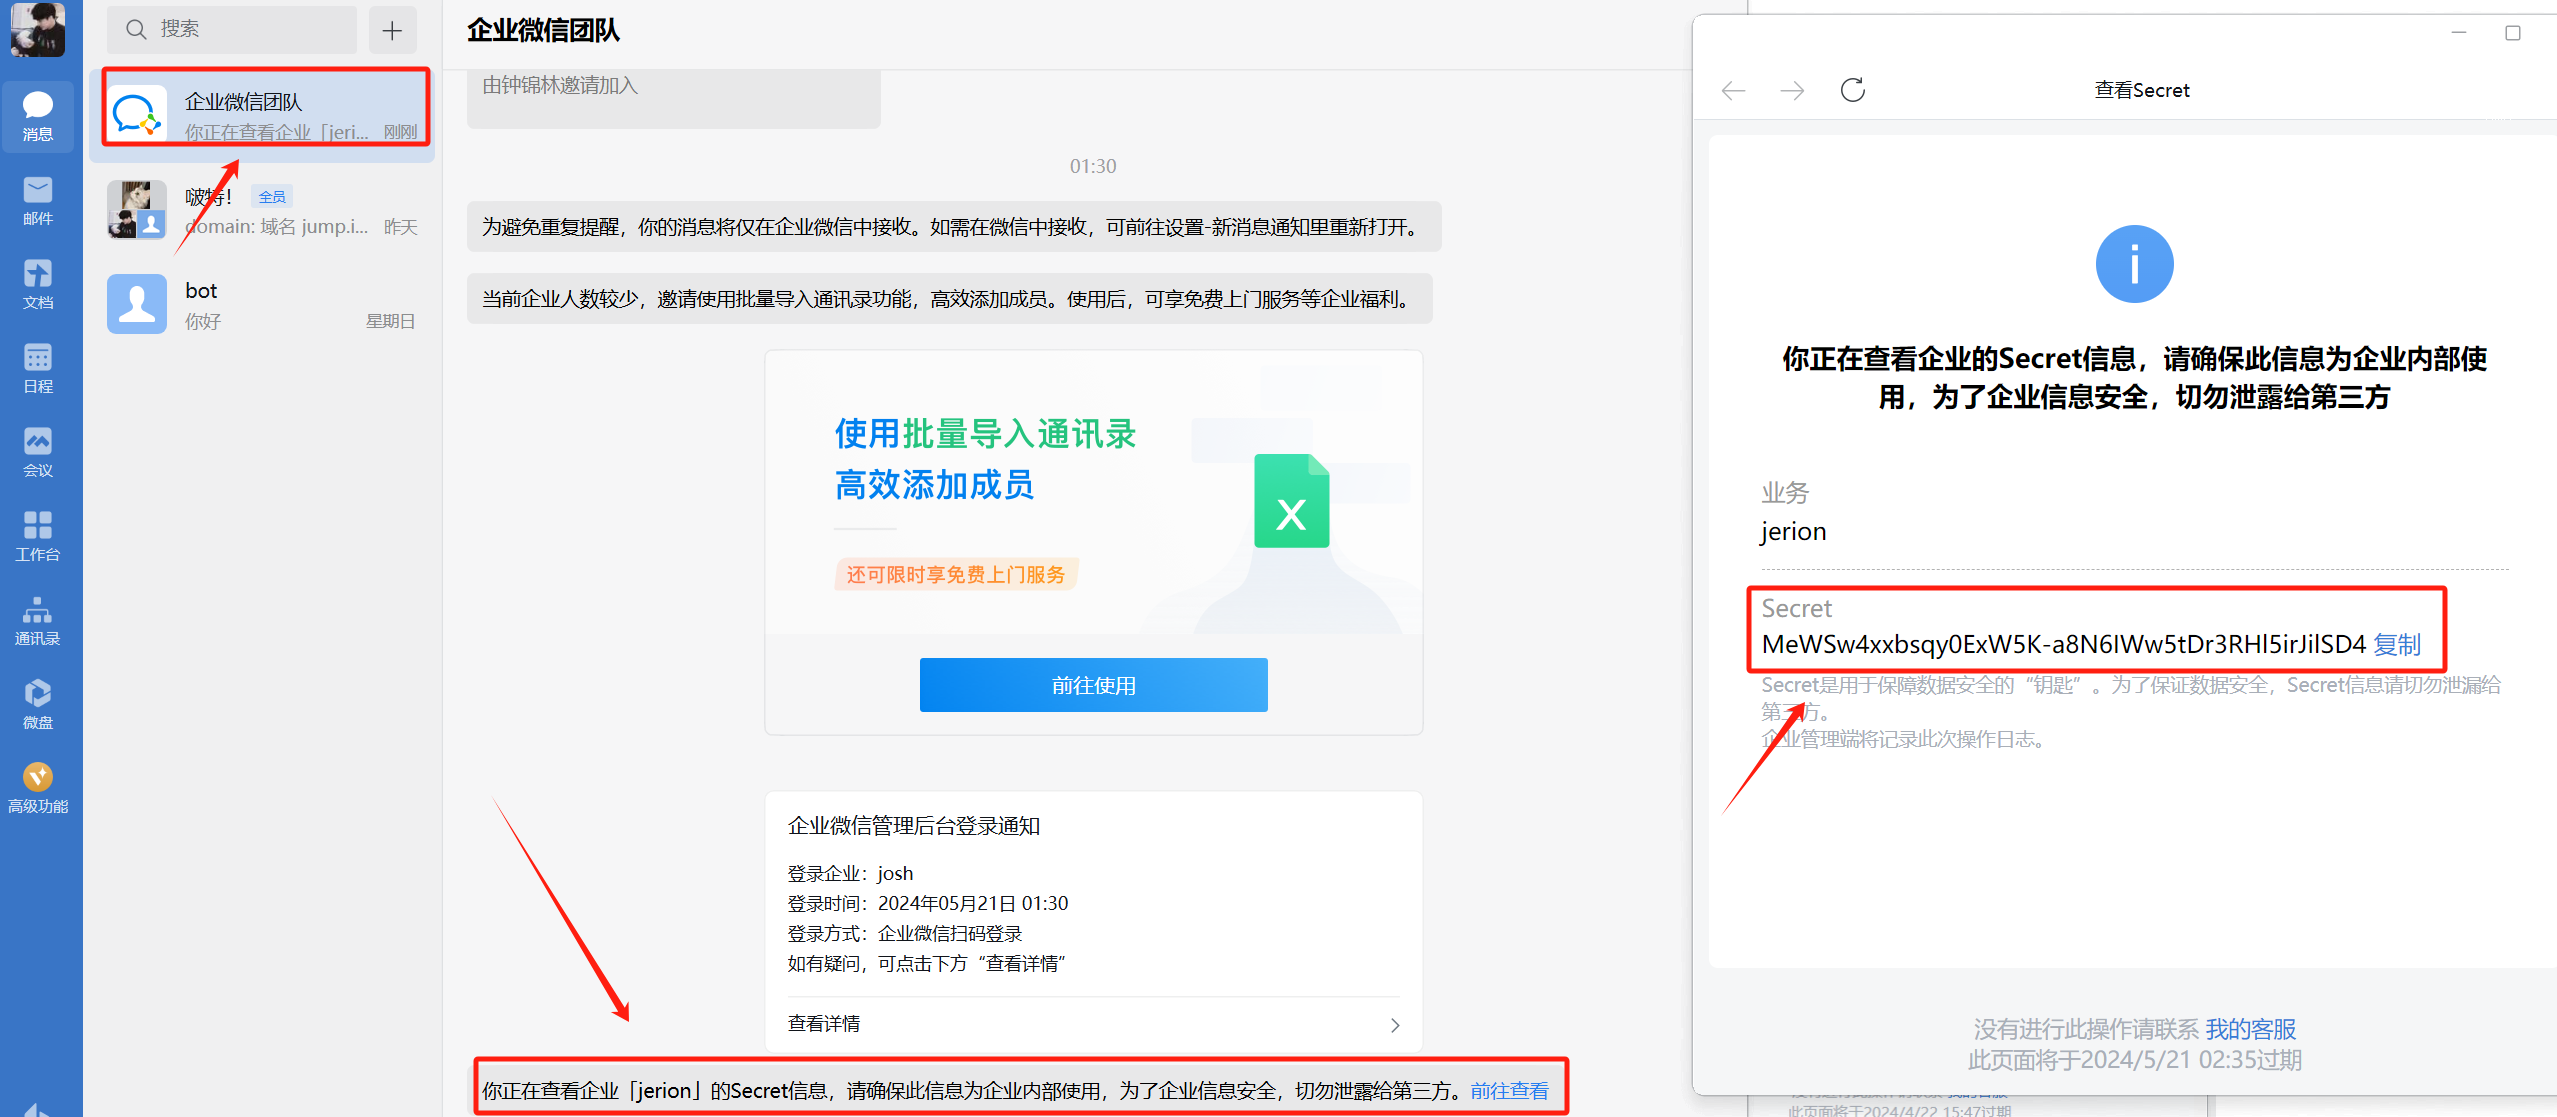 消息
邮件
文档
日程
会议
工作台
通讯录
微盘
高级功能
搜索
企业微信团队
你正在查看企业「jeri... 刚刚
啵特！ 全员
domain: 域名 jump.i... 昨天
bot
你好 星期日
企业微信团队
由钟锦林邀请加入
01:30
为避免重复提醒，你的消息将仅在企业微信中接收。如需在微信中接收，可前往设置-新消息通知里重新打开。
当前企业人数较少，邀请使用批量导入通讯录功能，高效添加成员。使用后，可享免费上门服务等企业福利。
使用批量导入通讯录
高效添加成员
还可限时享免费上门服务
X
前往使用
企业微信管理后台登录通知
登录企业：josh
登录时间：2024年05月21日 01:30
登录方式：企业微信扫码登录
如有疑问，可点击下方“查看详情”
查看详情
你正在查看企业「jerion」的Secret信息，请确保此信息为企业内部使用，为了企业信息安全，切勿泄露给第三方。前往查看
查看Secret
你正在查看企业的Secret信息，请确保此信息为企业内部使
用，为了企业信息安全，切勿泄露给第三方
业务
jerion
Secret
MeWSw4xxbsqy0ExW5K-a8N6IWw5tDr3RHl5irJilSD4 复制
Secret是用于保障数据安全的“钥匙”。为了保证数据安全，Secret信息请切勿泄漏给
第三方。
企业管理端将记录此次操作日志。
没有进行此操作请联系 我的客服
此页面将于2024/5/21 02:35过期
此页面将于2024/4/22 15:47过期